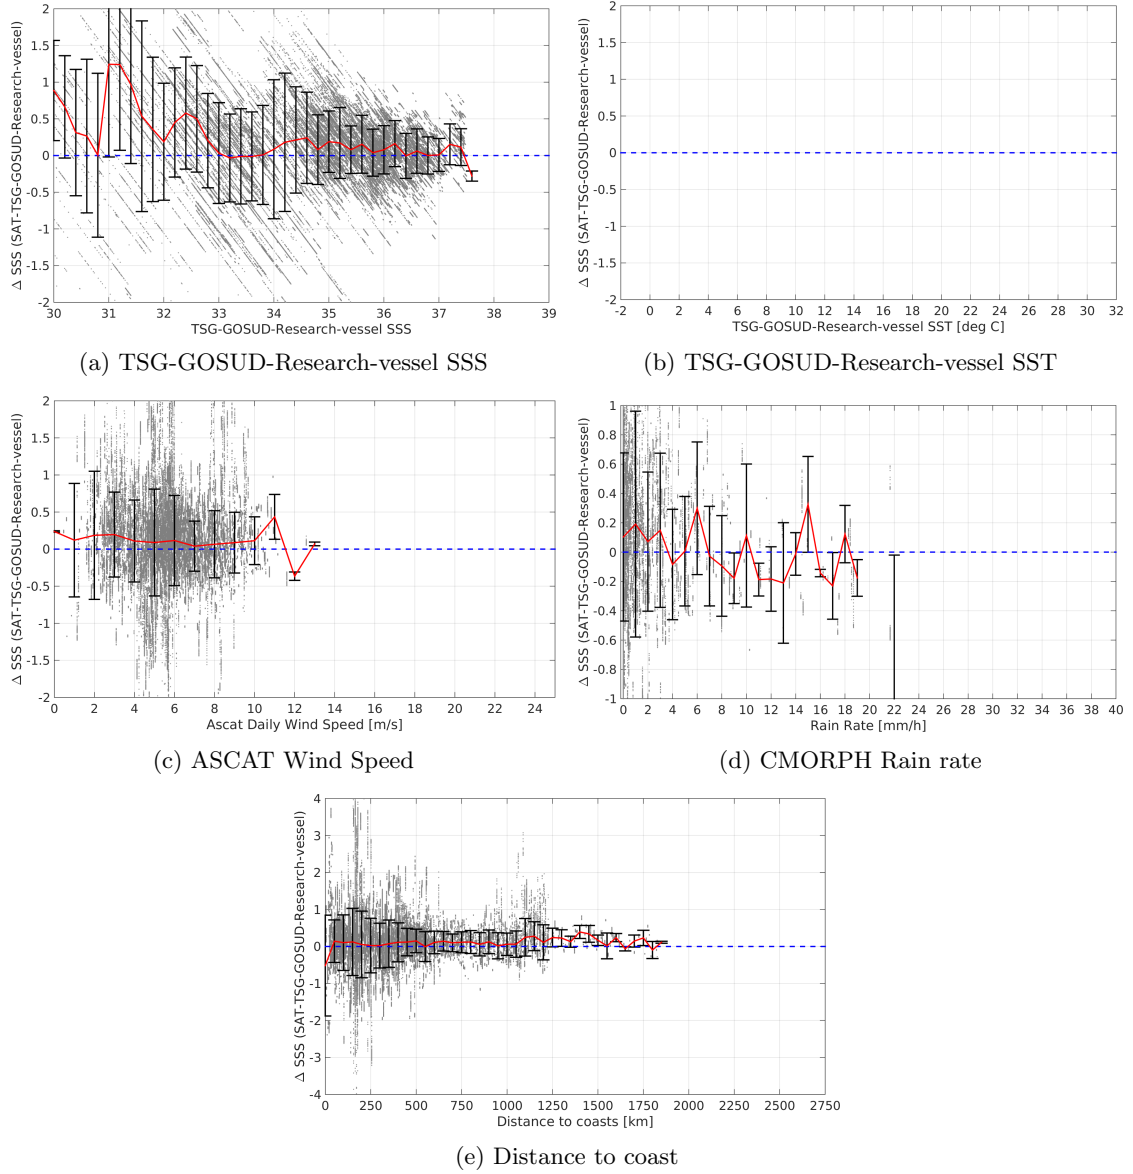 Δ SSS (SAT-TSG-GOSUD-Research-vessel)
2
1.5
1
0.5
0
-0.5
-1
-1.5
-2
30 31 32 33 34 35 36 37 38 39
TSG-GOSUD-Research-vessel SSS
(a) TSG-GOSUD-Research-vessel SSS
Δ SSS (SAT-TSG-GOSUD-Research-vessel)
2
1.5
1
0.5
0
-0.5
-1
-1.5
-2
-2 0 2 4 6 8 10 12 14 16 18 20 22 24 26 28 30 32
TSG-GOSUD-Research-vessel SST [deg C]
(b) TSG-GOSUD-Research-vessel SST
Δ SSS (SAT-TSG-GOSUD-Research-vessel)
2
1.5
1
0.5
0
-0.5
-1
-1.5
-2
0 2 4 6 8 10 12 14 16 18 20 22 24
Ascat Daily Wind Speed [m/s]
(c) ASCAT Wind Speed
Δ SSS (SAT-TSG-GOSUD-Research-vessel)
1
0.8
0.6
0.4
0.2
0
-0.2
-0.4
-0.6
-0.8
-1
0 2 4 6 8 10 12 14 16 18 20 22 24 26 28 30 32 34 36 38 40
Rain Rate [mm/h]
(d) CMORPH Rain rate
Δ SSS (SAT-TSG-GOSUD-Research-vessel)
4
3
2
1
0
-1
-2
-3
-4
0 250 500 750 1000 1250 1500 1750 2000 2250 2500 2750
Distance to coasts [km]
(e) Distance to coast